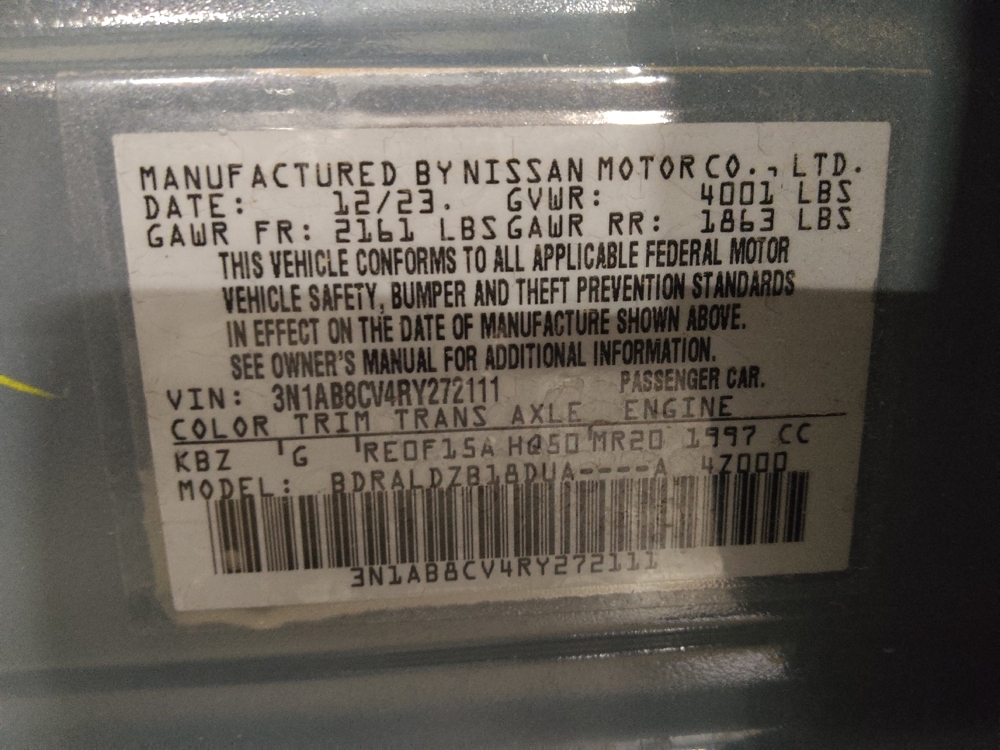 MANUFACTURED BY NISSAN MOTOR CO., LTD.
DATE: 12/23. GVWR: 4001 LBS
GAWR FR: 2161 LBS GAWR RR: 1863 LBS
THIS VEHICLE CONFORMS TO ALL APPLICABLE FEDERAL MOTOR
VEHICLE SAFETY, BUMPER AND THEFT PREVENTION STANDARDS
IN EFFECT ON THE DATE OF MANUFACTURE SHOWN ABOVE.
SEE OWNER'S MANUAL FOR ADDITIONAL INFORMATION.
VIN: 3N1AB8CV4RY272111 PASSENGER CAR.
COLOR TRIM TRANS AXLE ENGINE
KBZ G RE0F15A HQ50 MR20 1997 CC
MODEL: BDRALDZB18DUA----A 4Z000
3N1AB8CV4RY272111